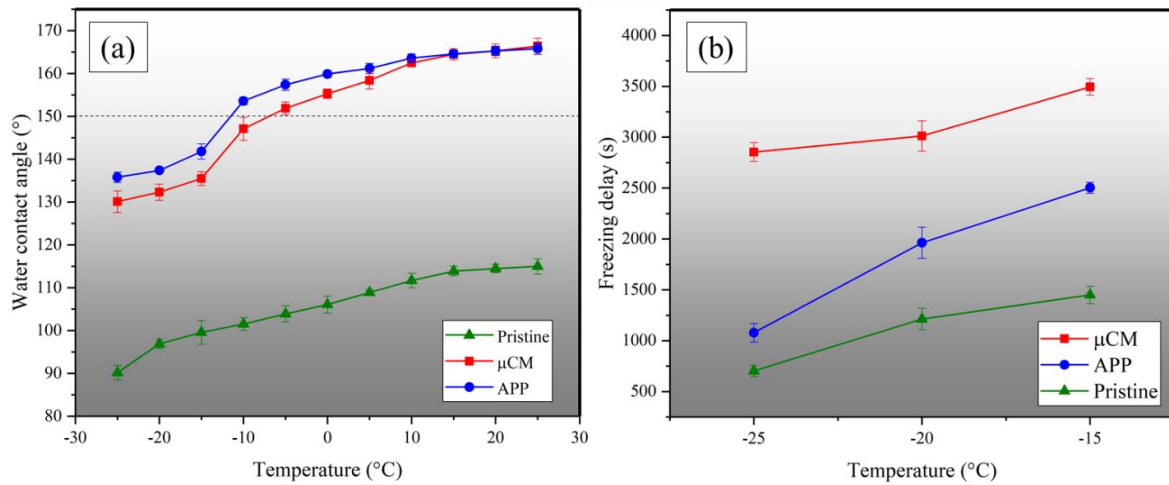 (a)
170
160
150
140
130
120
110
100
90
80
Water contact angle (°)
-30
-20
-10
0
10
20
30
Temperature (°C)
Pristine
μCM
APP
(b)
4000
3500
3000
2500
2000
1500
1000
500
Freezing delay (s)
-25
-20
-15
Temperature (°C)
μCM
APP
Pristine